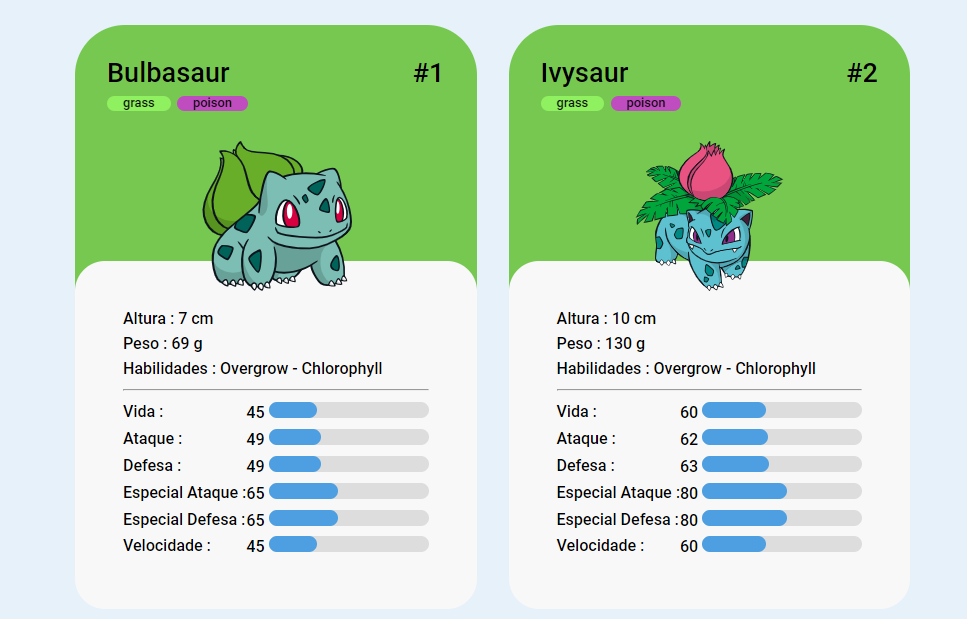 Bulbasaur #1
grass poison
Altura : 7 cm
Peso : 69 g
Habilidades : Overgrow - Chlorophyll
Vida : 45
Ataque : 49
Defesa : 49
Especial Ataque :65
Especial Defesa :65
Velocidade : 45
Ivysaur #2
grass poison
Altura : 10 cm
Peso : 130 g
Habilidades : Overgrow - Chlorophyll
Vida : 60
Ataque : 62
Defesa : 63
Especial Ataque :80
Especial Defesa :80
Velocidade : 60